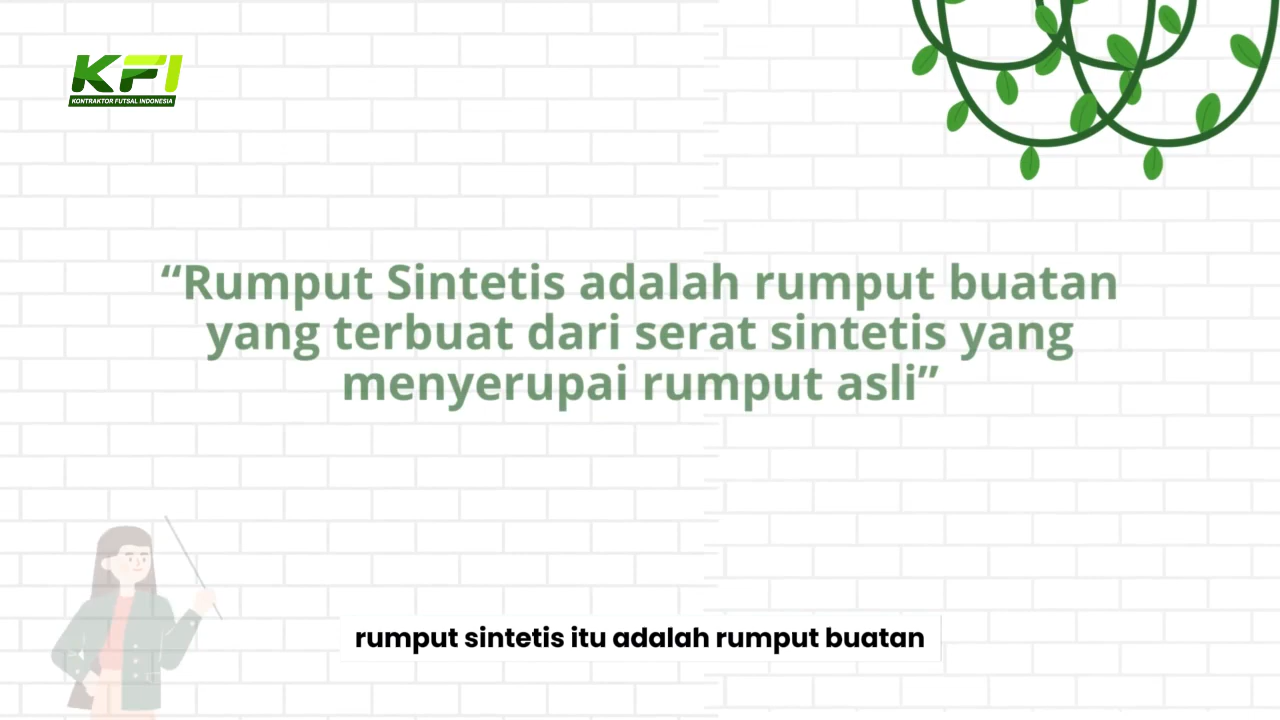 KFI
KONTRAKTOR FUTSAL INDONESIA
“Rumput Sintetis adalah rumput buatan
yang terbuat dari serat sintetis yang
menyerupai rumput asli”
rumput sintetis itu adalah rumput buatan